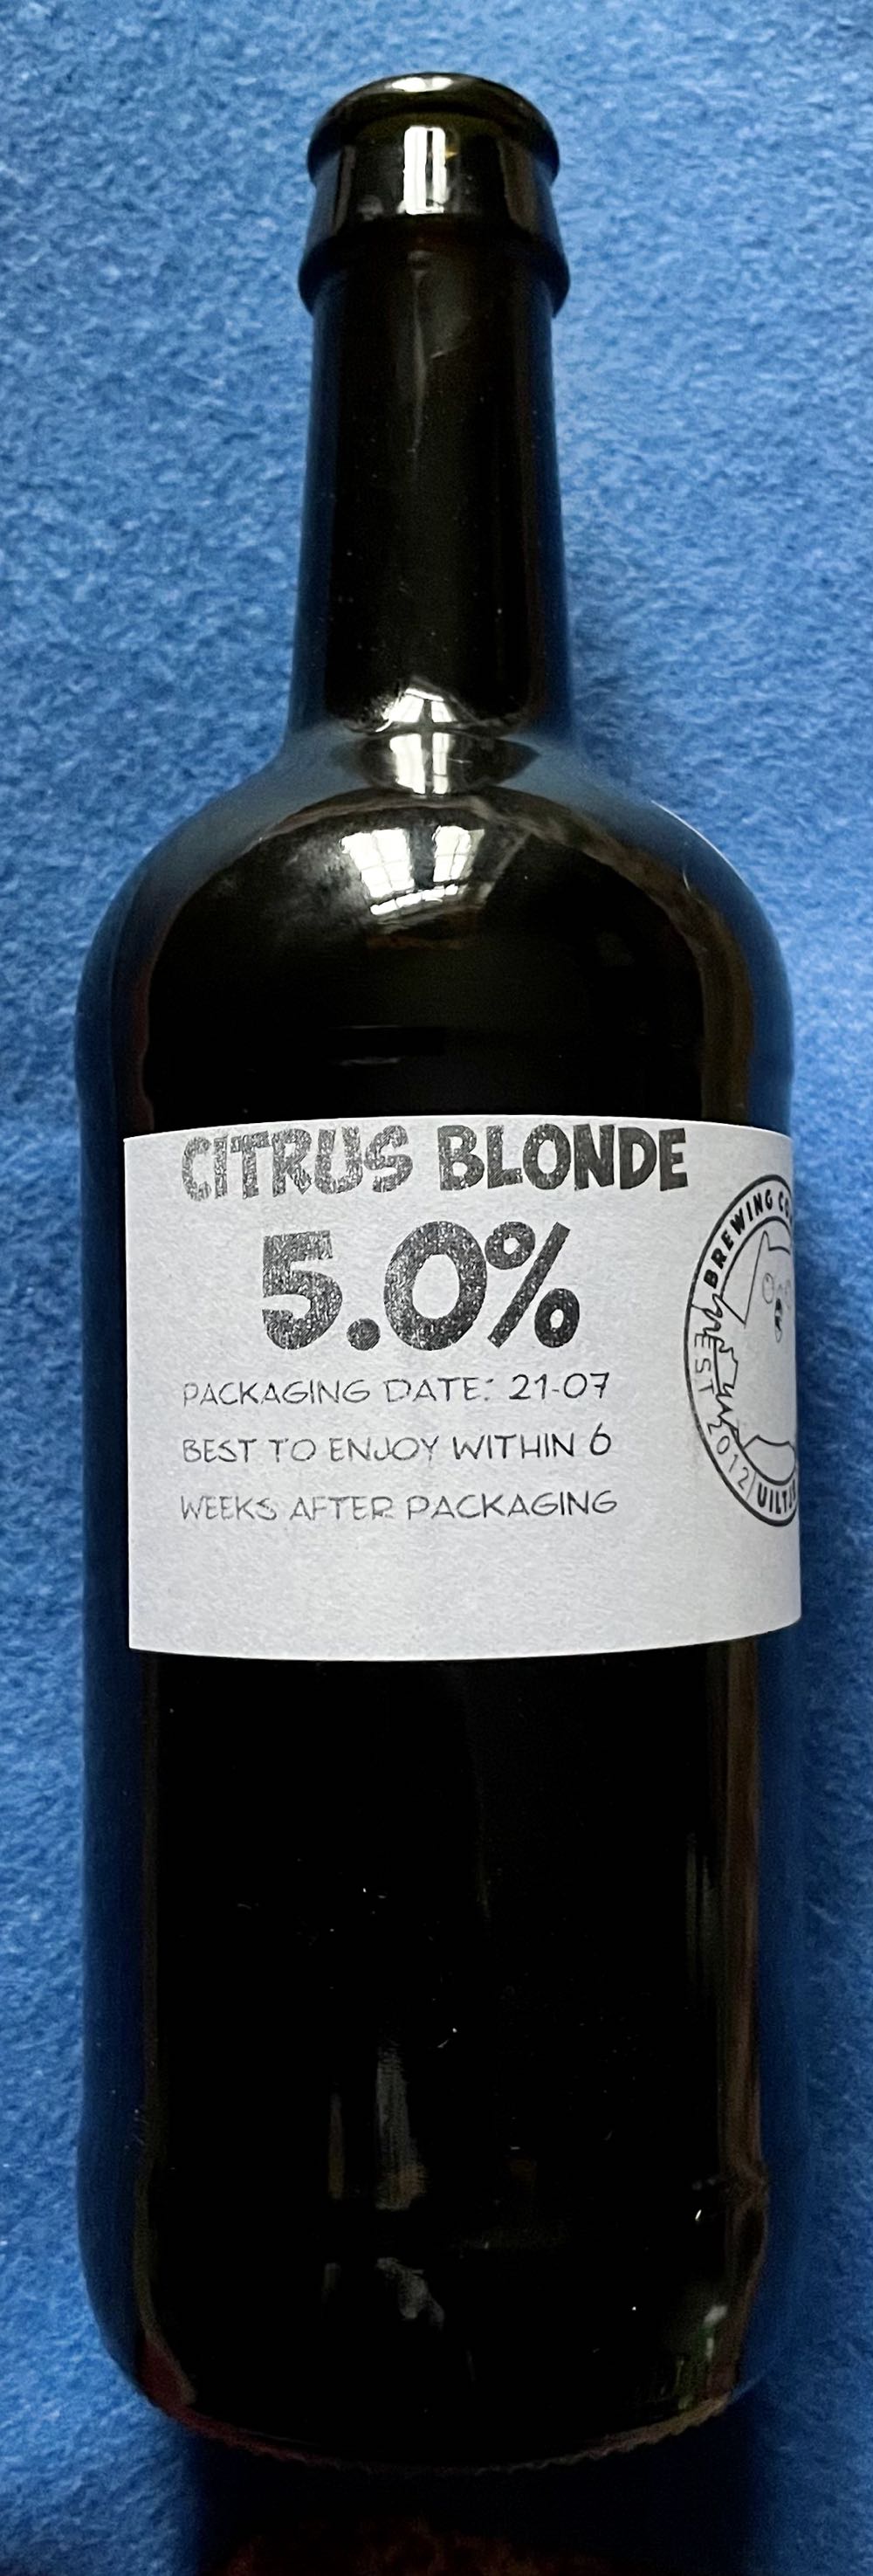 CITRUS BLONDE
5.0%
PACKAGING DATE: 21-07
BEST TO ENJOY WITHIN 6
WEEKS AFTER PACKAGING
BREWING
EST 2012